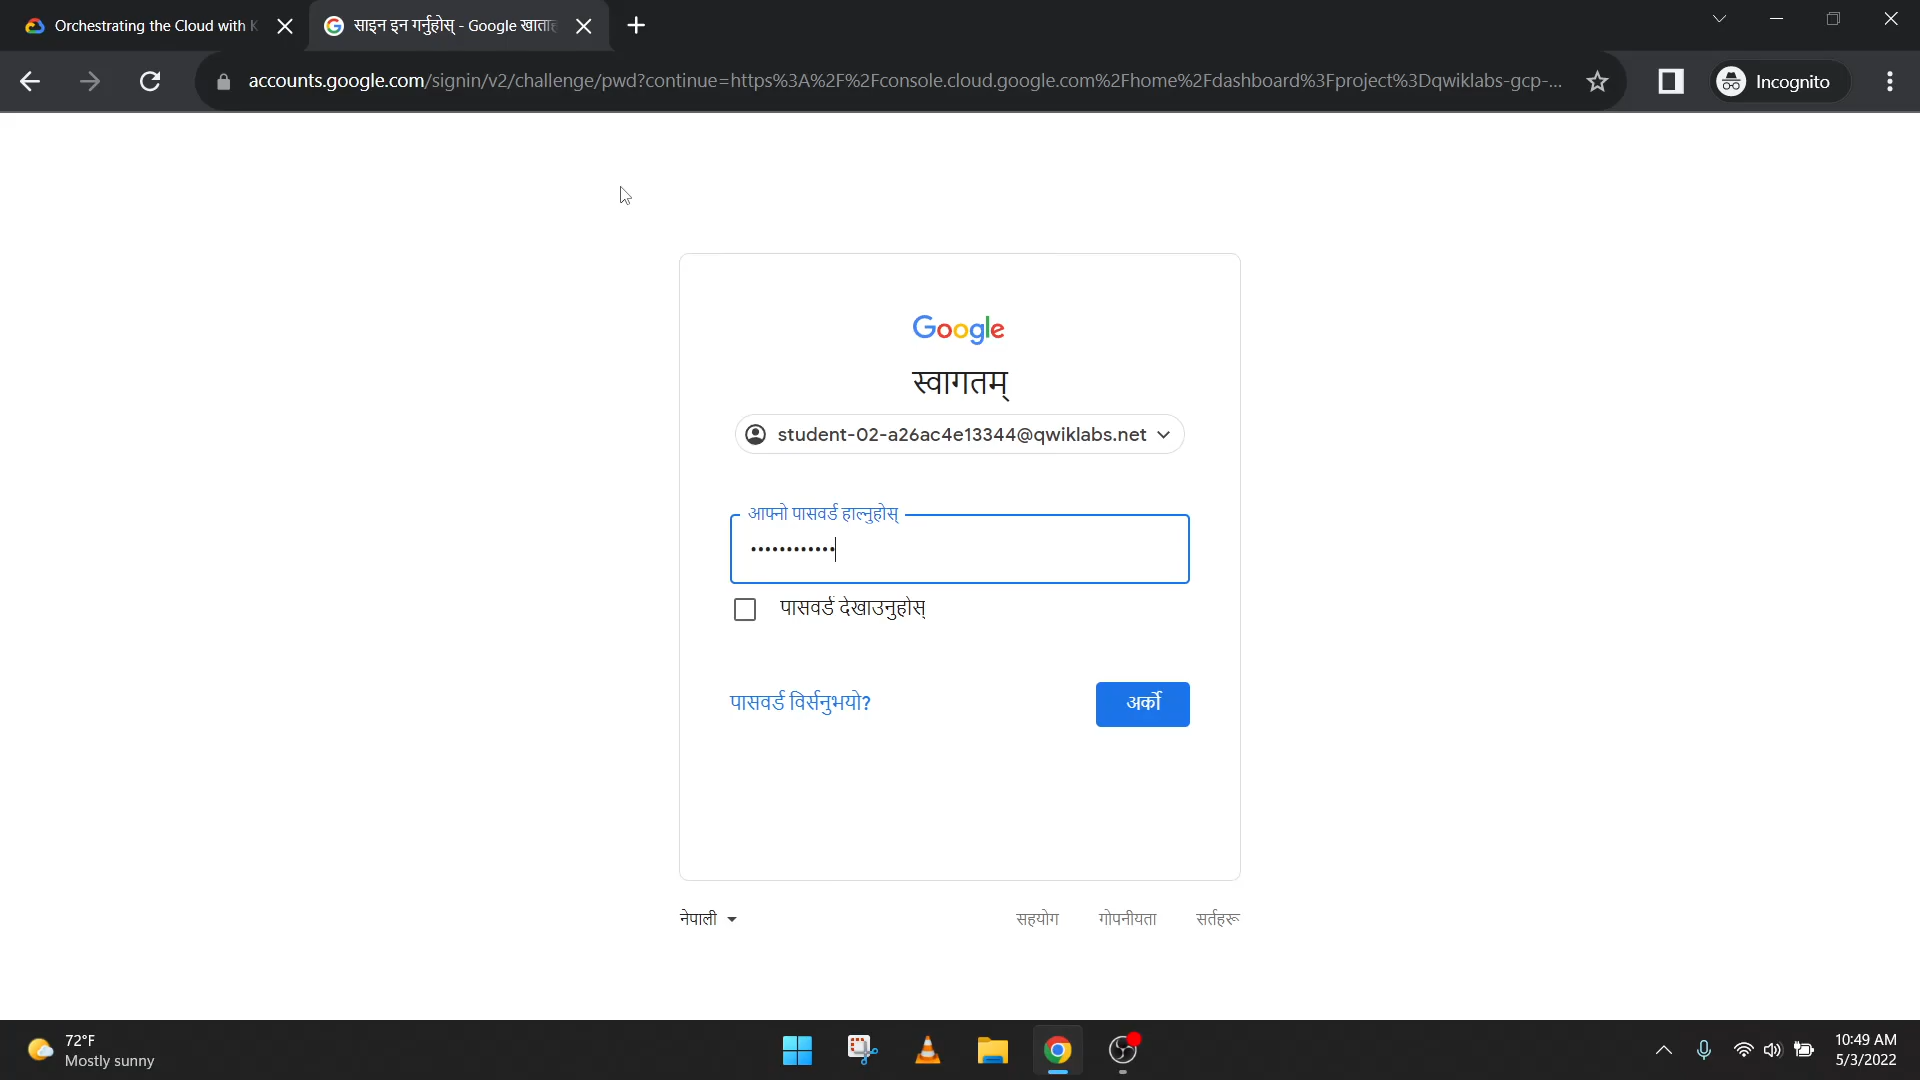 Orchestrating the Cloud with
साइन इन गर्नुहोस् - Google
accounts.google.com/signin/v2/challenge/pwd?continue=https%3A%2F%2Fconsole.cloud.google.com%2Fhome%2Fdashboard%3Fproject%3Dqwiklabs-gcp-...
Incognito
Google
स्वागतम्
student-02-a26ac4e13344@qwiklabs.net
आफ्नो पासवर्ड हाल्नुहोस्
पासवर्ड देखाउनुहोस्
पासवर्ड विर्सनुभयो?
अर्को
नेपाली
सहयोग
गोपनीयता
सर्तहरू
72°F
Mostly sunny
10:49 AM
5/3/2022